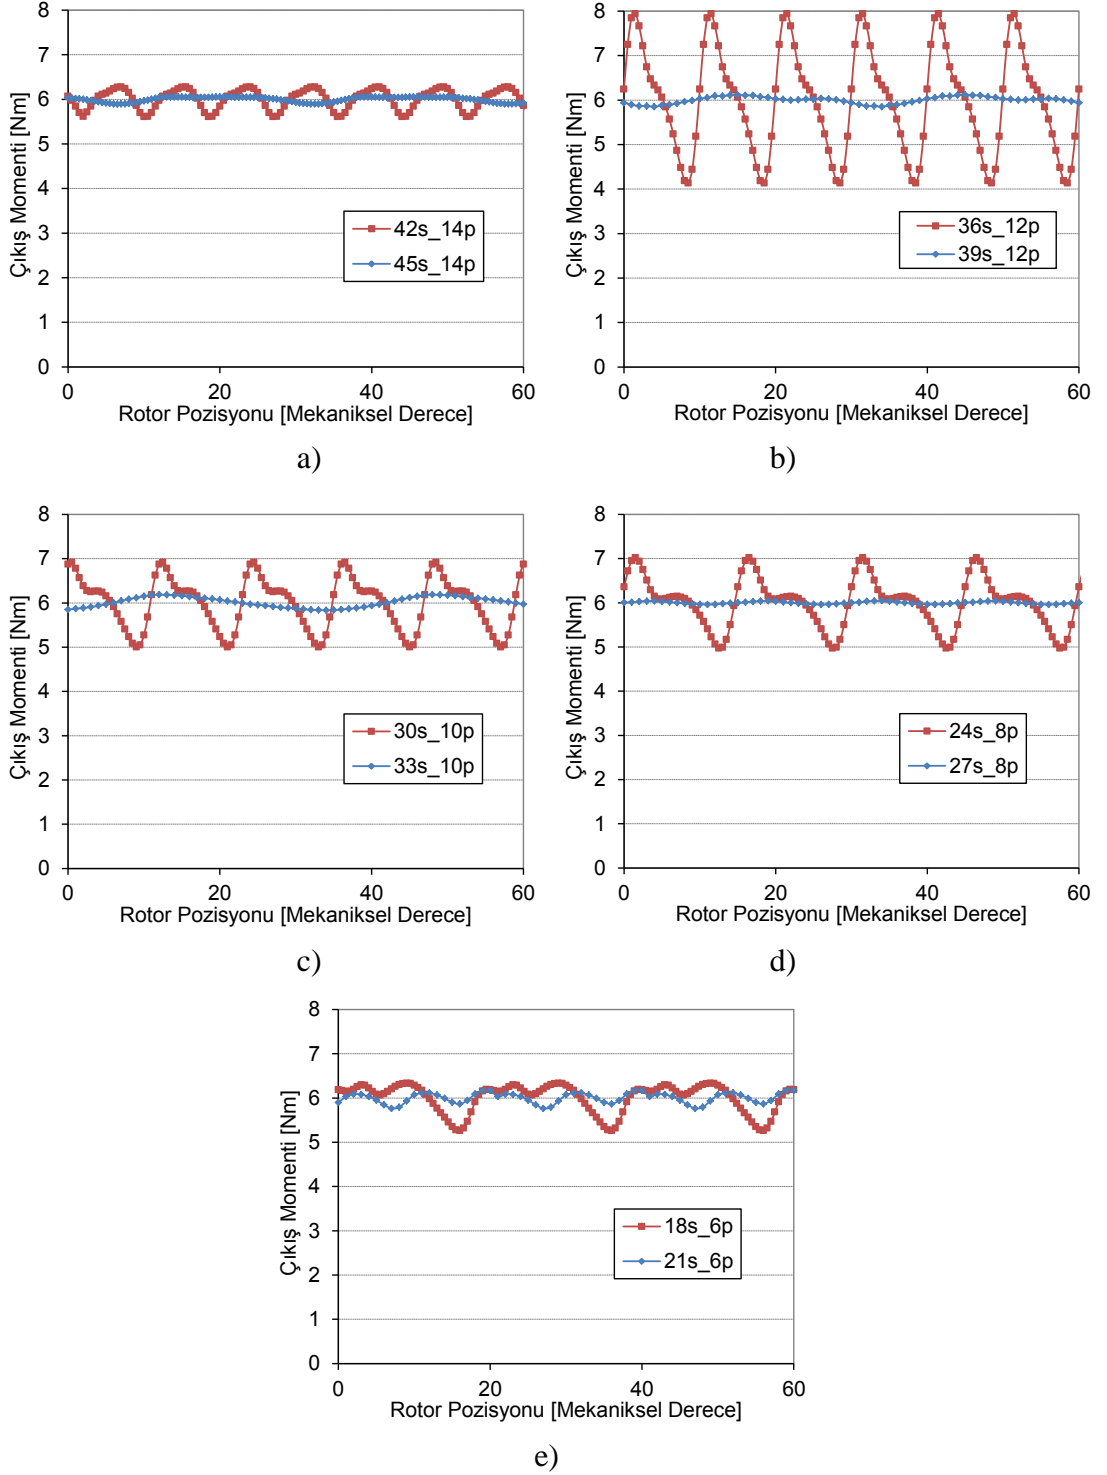 8
7
6
5
4
3
2
1
0
Çıkış Momenti [Nm]
42s_14p
45s_14p
0 20 40 60
Rotor Pozisyonu [Mekaniksel Derece]
a)
8
7
6
5
4
3
2
1
0
Çıkış Momenti [Nm]
36s_12p
39s_12p
0 20 40 60
Rotor Pozisyonu [Mekaniksel Derece]
b)
8
7
6
5
4
3
2
1
0
Çıkış Momenti [Nm]
30s_10p
33s_10p
0 20 40 60
Rotor Pozisyonu [Mekaniksel Derece]
c)
8
7
6
5
4
3
2
1
0
Çıkış Momenti [Nm]
24s_8p
27s_8p
0 20 40 60
Rotor Pozisyonu [Mekaniksel Derece]
d)
8
7
6
5
4
3
2
1
0
Çıkış Momenti [Nm]
18s_6p
21s_6p
0 20 40 60
Rotor Pozisyonu [Mekaniksel Derece]
e)